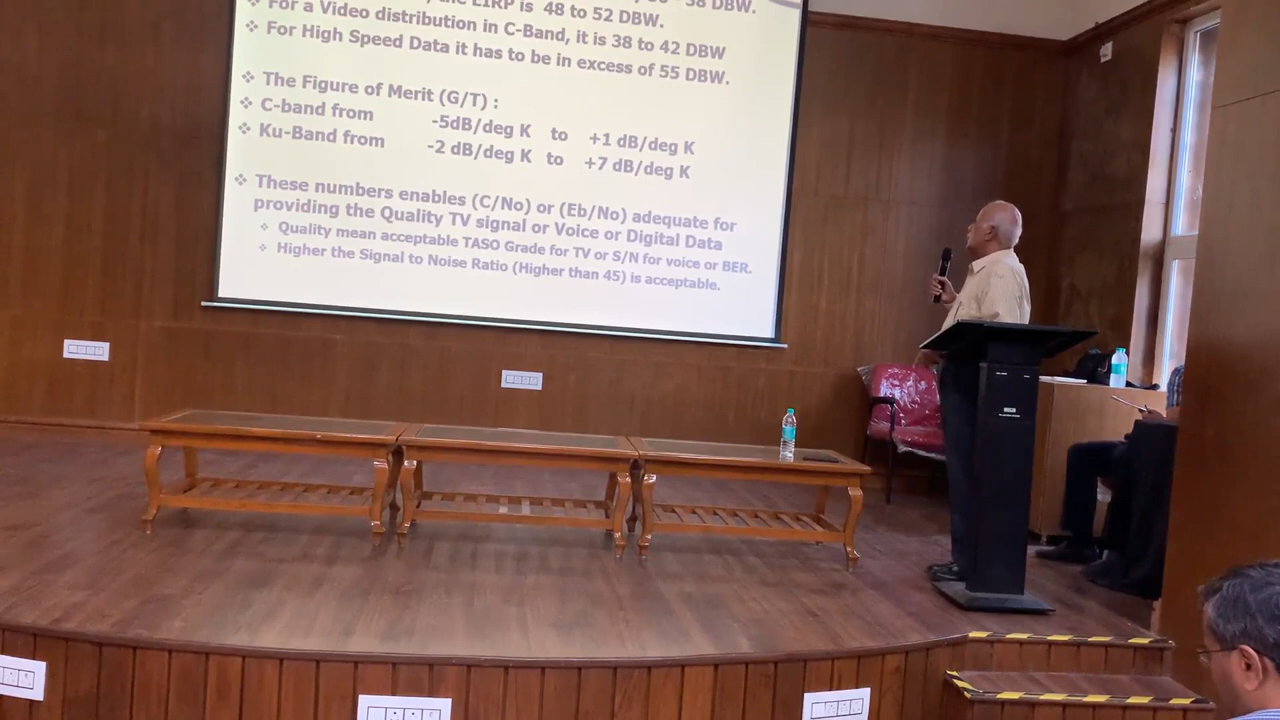 38 DBW.
EIRP is 48 to 52 DBW.
❖ For a Video distribution in C-Band, it is 38 to 42 DBW
❖ For High Speed Data it has to be in excess of 55 DBW.
❖ The Figure of Merit (G/T) :
❖ C-band from -5dB/deg K to +1 dB/deg K
❖ Ku-Band from -2 dB/deg K to +7 dB/deg K
❖ These numbers enables (C/No) or (Eb/No) adequate for
providing the Quality TV signal or Voice or Digital Data
❖ Quality mean acceptable TASO Grade for TV or S/N for voice or BER.
❖ Higher the Signal to Noise Ratio (Higher than 45) is acceptable.